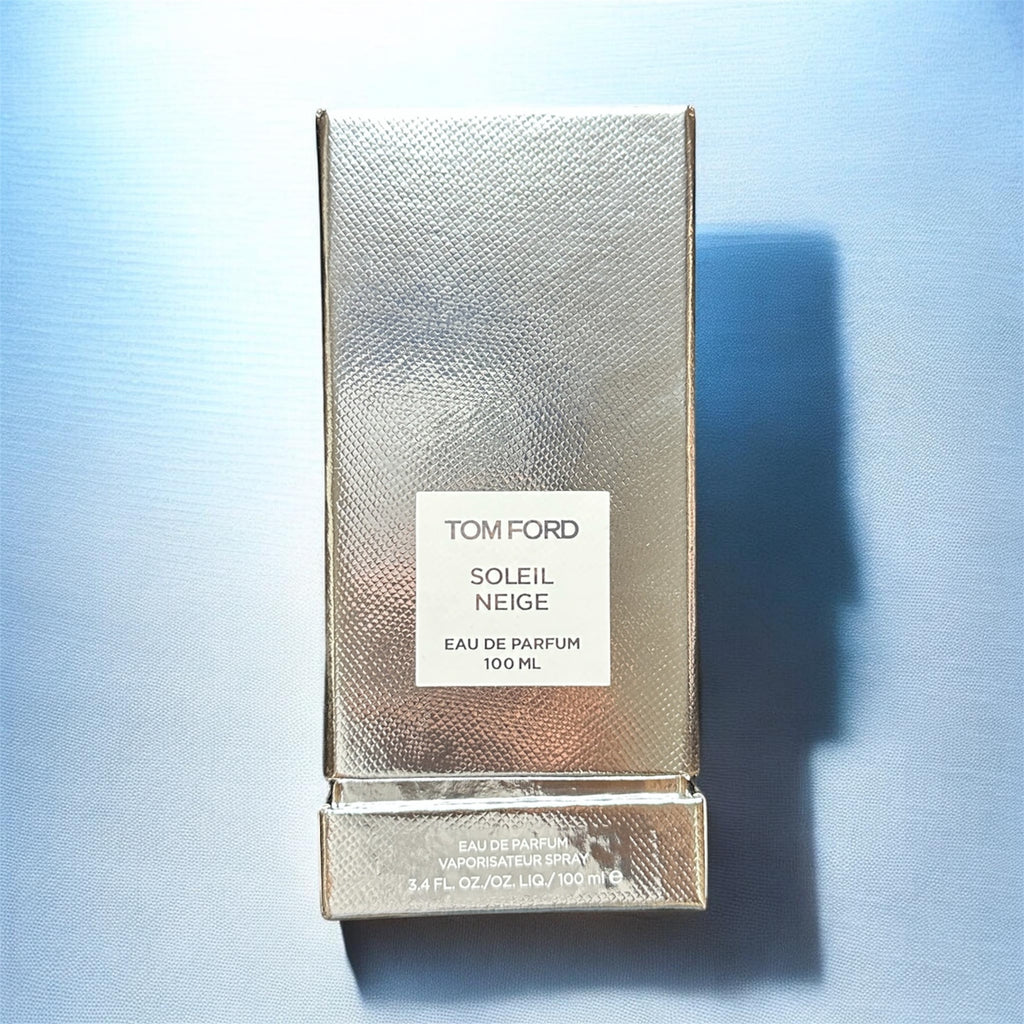 TOM FORD
SOLEIL
NEIGE
EAU DE PARFUM
100 ML
EAU DE PARFUM
VAPORISATEUR SPRAY
3.4 FL. OZ./OZ. LIQ./ 100 ml ℮